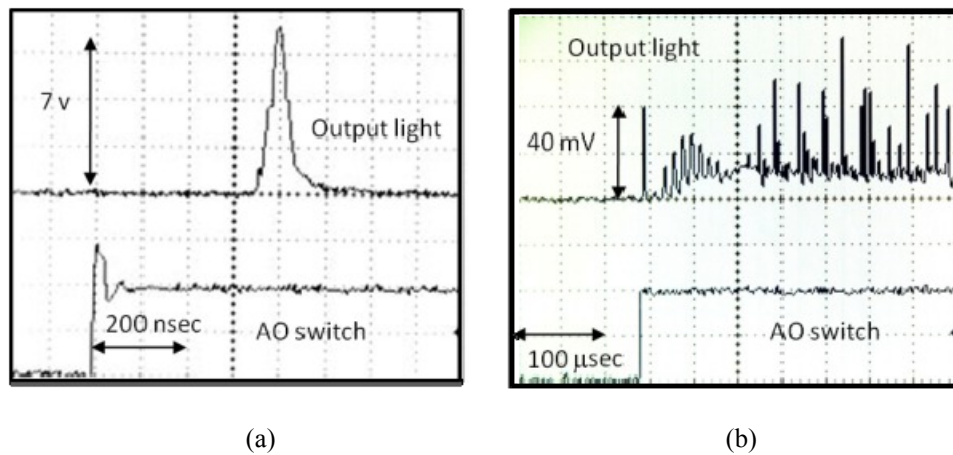 7 v
Output light
200 nsec
AO switch
(a)
Output light
40 mV
AO switch
100 μsec
(b)